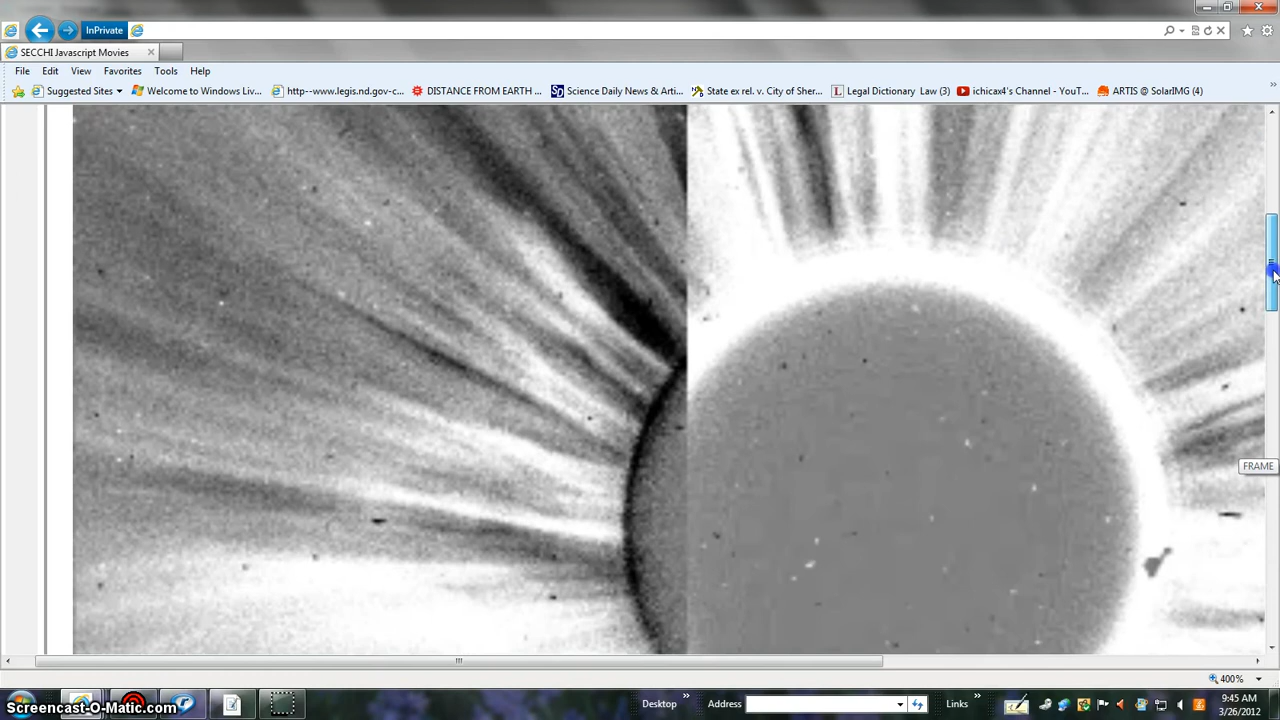 InPrivate
SECCHI Javascript Movies
File Edit View Favorites Tools Help
Suggested Sites Welcome to Windows Liv... http--www.legis.nd.gov-c... DISTANCE FROM EARTH ... Science Daily News & Arti... State ex rel. v. City of Sher... Legal Dictionary Law (3) ichicax4's Channel - YouT... ARTIS @ SolarIMG (4)
FRAME
400%
Screencast-O-Matic.com
Desktop Address Links
9:45 AM
3/26/2012